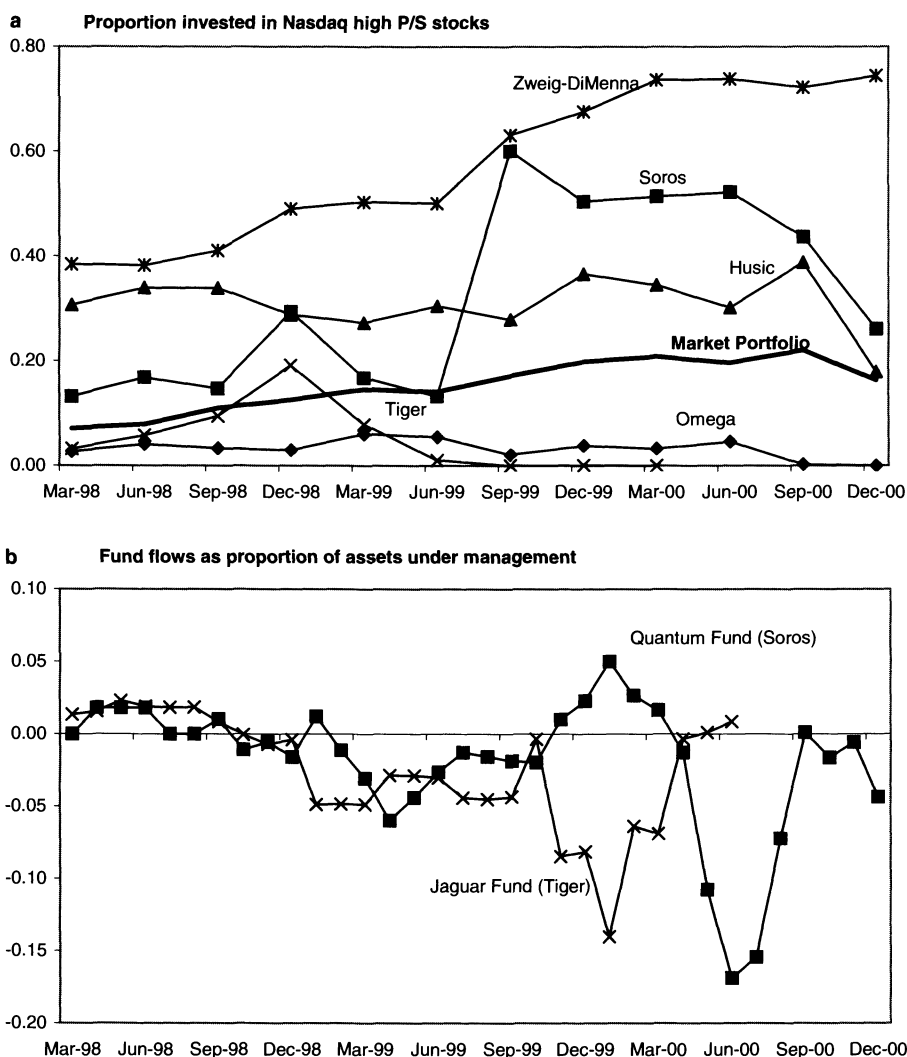 a Proportion invested in Nasdaq high P/S stocks
0.80
Zweig-DiMenna
0.60
Soros
0.40
Husic
Market Portfolio
0.20
Tiger
Omega
0.00
Mar-98 Jun-98 Sep-98 Dec-98 Mar-99 Jun-99 Sep-99 Dec-99 Mar-00 Jun-00 Sep-00 Dec-00
b Fund flows as proportion of assets under management
0.10
Quantum Fund (Soros)
0.05
0.00
-0.05
-0.10
Jaguar Fund (Tiger)
-0.15
-0.20
Mar-98 Jun-98 Sep-98 Dec-98 Mar-99 Jun-99 Sep-99 Dec-99 Mar-00 Jun-00 Sep-00 Dec-00